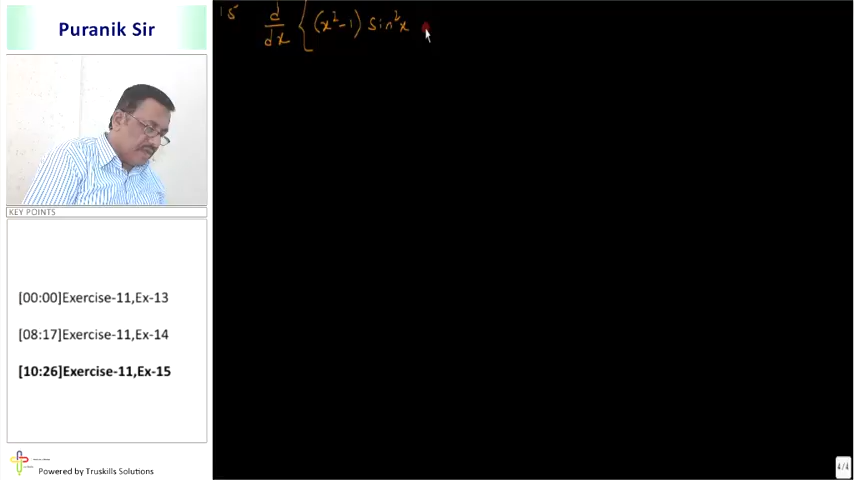 Puranik Sir
KEY POINTS
[00:00]Exercise-11,Ex-13
[08:17]Exercise-11,Ex-14
[10:26]Exercise-11,Ex-15
Powered by Truskills Solutions
15 d/dx { (x²-1) sin²x
4/4